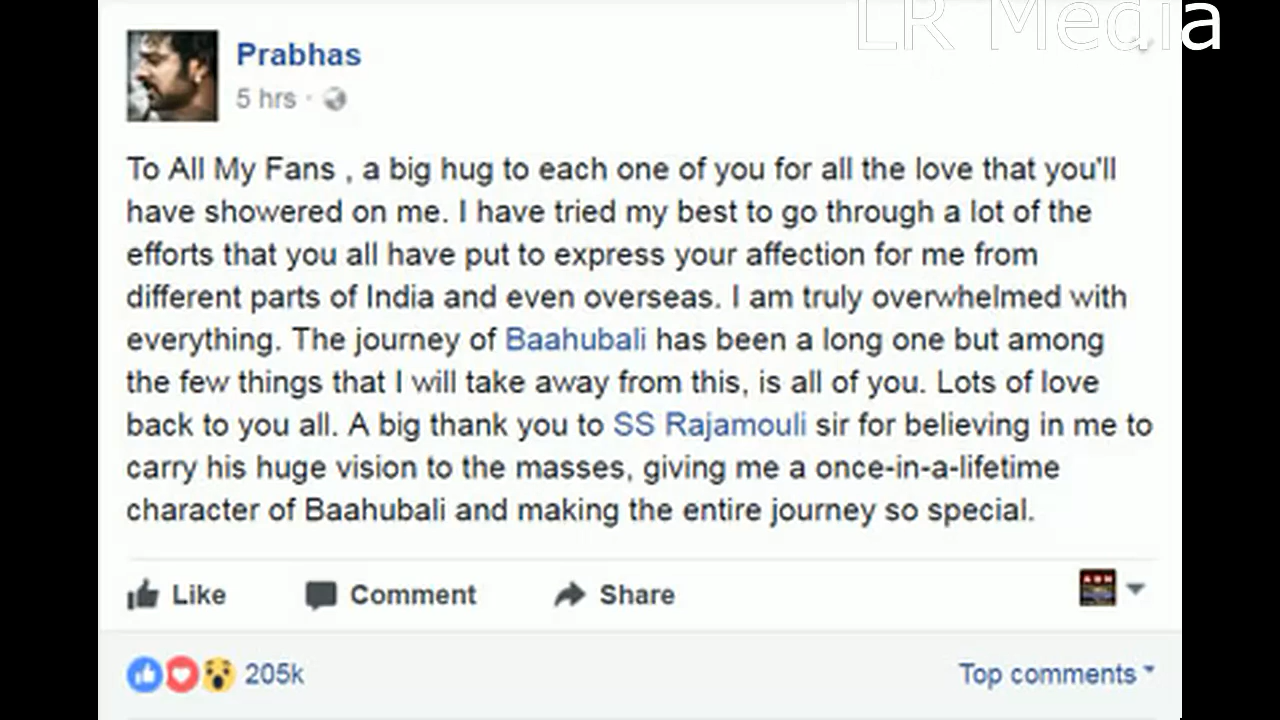 LR Media
Prabhas
5 hrs ·
To All My Fans , a big hug to each one of you for all the love that you'll
have showered on me. I have tried my best to go through a lot of the
efforts that you all have put to express your affection for me from
different parts of India and even overseas. I am truly overwhelmed with
everything. The journey of Baahubali has been a long one but among
the few things that I will take away from this, is all of you. Lots of love
back to you all. A big thank you to SS Rajamouli sir for believing in me to
carry his huge vision to the masses, giving me a once-in-a-lifetime
character of Baahubali and making the entire journey so special.
Like Comment Share
205k Top comments